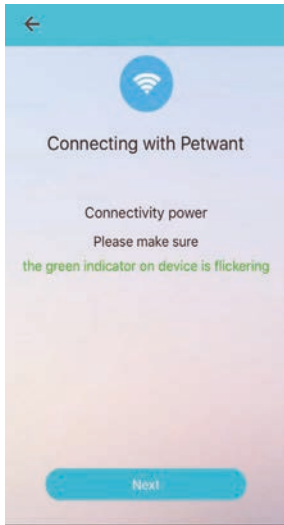 Connecting with Petwant
Connectivity power
Please make sure
the green indicator on device is flickering
Next